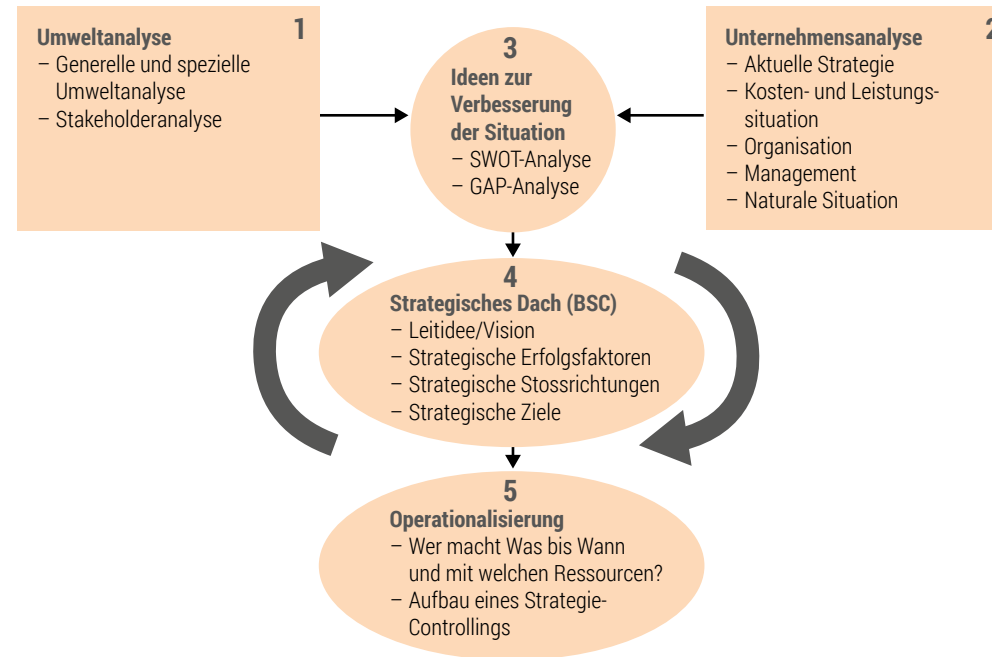 1
Umweltanalyse
– Generelle und spezielle
Umweltanalyse
– Stakeholderanalyse
2
Unternehmensanalyse
– Aktuelle Strategie
– Kosten- und Leistungs-
situation
– Organisation
– Management
– Naturale Situation
3
Ideen zur
Verbesserung
der Situation
– SWOT-Analyse
– GAP-Analyse
4
Strategisches Dach (BSC)
– Leitidee/Vision
– Strategische Erfolgsfaktoren
– Strategische Stossrichtungen
– Strategische Ziele
5
Operationalisierung
– Wer macht Was bis Wann
und mit welchen Ressourcen?
– Aufbau eines Strategie-
Controllings